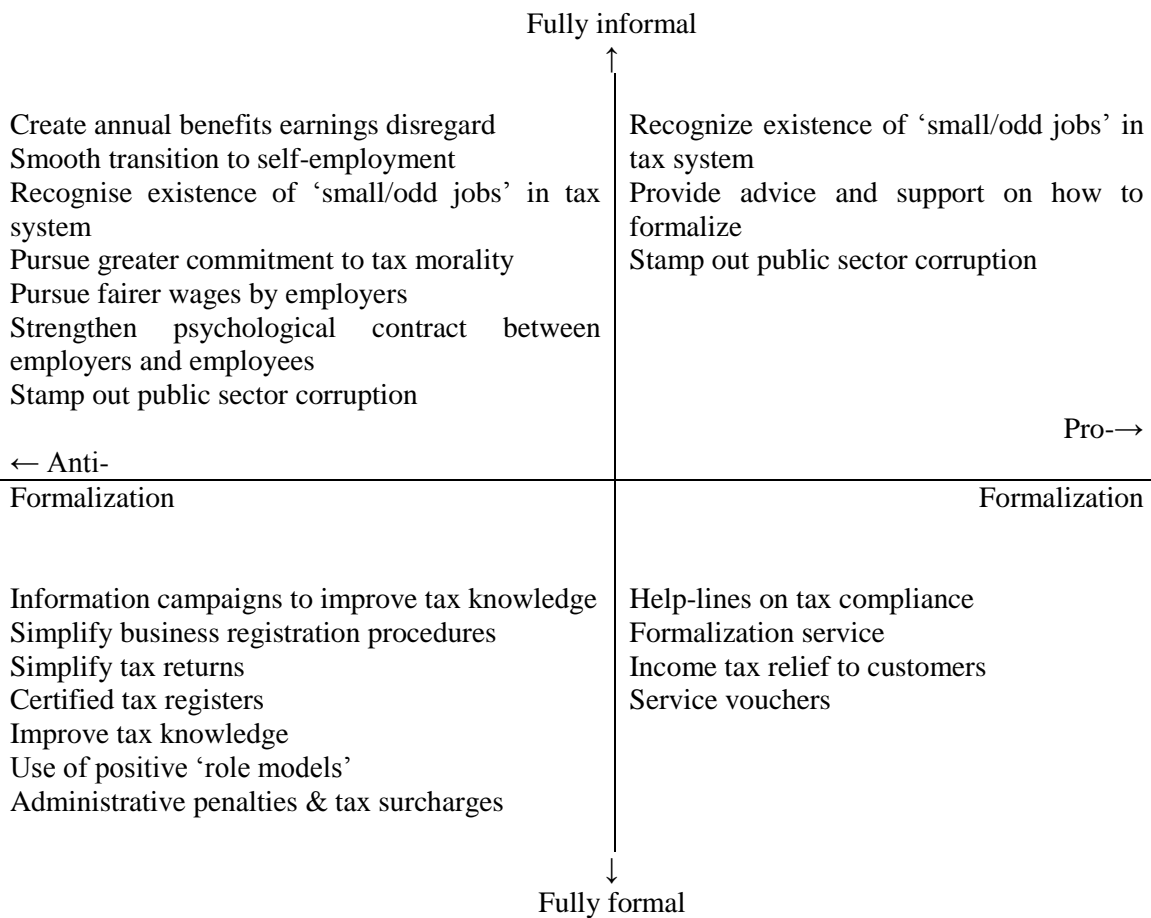 Fully informal
↑
Create annual benefits earnings disregard
Smooth transition to self-employment
Recognise existence of ‘small/odd jobs’ in tax
system
Pursue greater commitment to tax morality
Pursue fairer wages by employers
Strengthen psychological contract between
employers and employees
Stamp out public sector corruption
Recognize existence of ‘small/odd jobs’ in
tax system
Provide advice and support on how to
formalize
Stamp out public sector corruption
Pro-→
← Anti-
Formalization
Formalization
Information campaigns to improve tax knowledge
Simplify business registration procedures
Simplify tax returns
Certified tax registers
Improve tax knowledge
Use of positive ‘role models’
Administrative penalties & tax surcharges
Help-lines on tax compliance
Formalization service
Income tax relief to customers
Service vouchers
↓
Fully formal